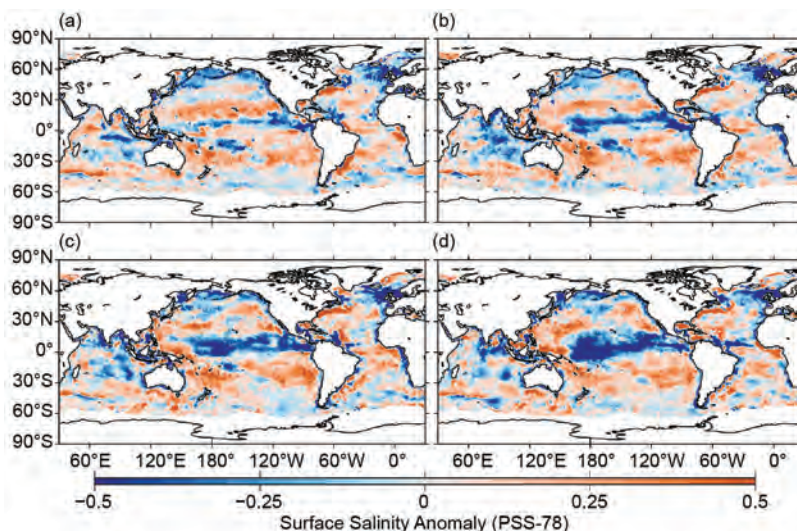 (a) (b)
90°N
60°N
30°N
0°
30°S
60°S
90°S
(c) (d)
90°N
60°N
30°N
0°
30°S
60°S
90°S
60°E 120°E 180° 120°W 60°W 0° 60°E 120°E 180° 120°W 60°W 0°
−0.5 −0.25 0 0.25 0.5
Surface Salinity Anomaly (PSS-78)